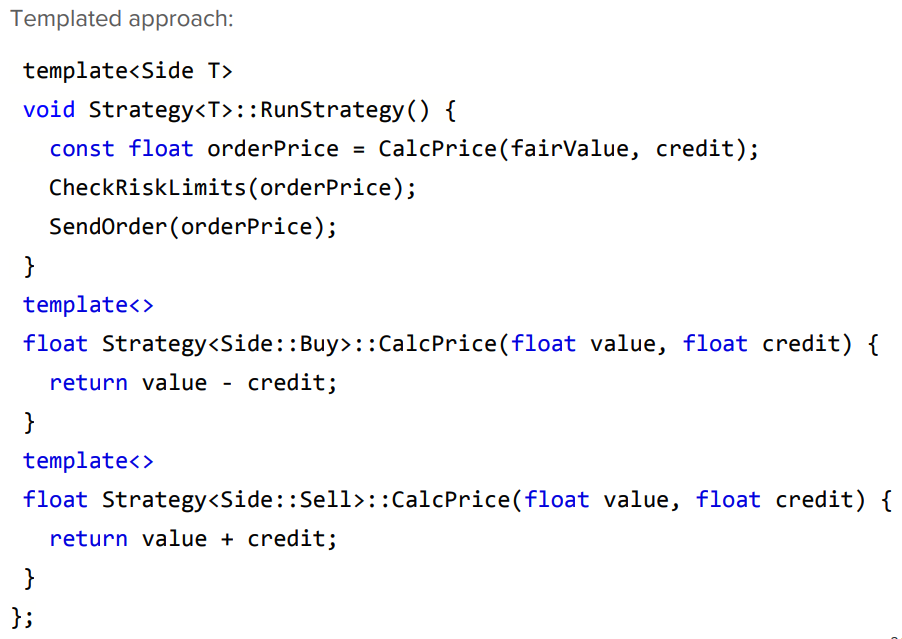 Templated approach:
template<Side T>
void Strategy<T>::RunStrategy() {
const float orderPrice = CalcPrice(fairValue, credit);
CheckRiskLimits(orderPrice);
SendOrder(orderPrice);
}
template<>
float Strategy<Side::Buy>::CalcPrice(float value, float credit) {
return value - credit;
}
template<>
float Strategy<Side::Sell>::CalcPrice(float value, float credit) {
return value + credit;
}
};